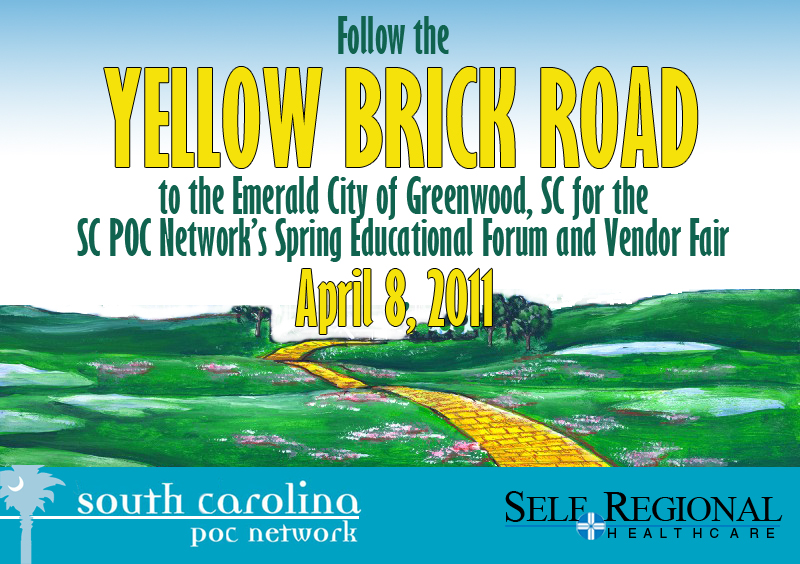 Follow the
YELLOW BRICK ROAD
to the Emerald City of Greenwood, SC for the
SC POC Network's Spring Educational Forum and Vendor Fair
April 8, 2011
south carolina
poc network
SELF REGIONAL
HEALTHCARE